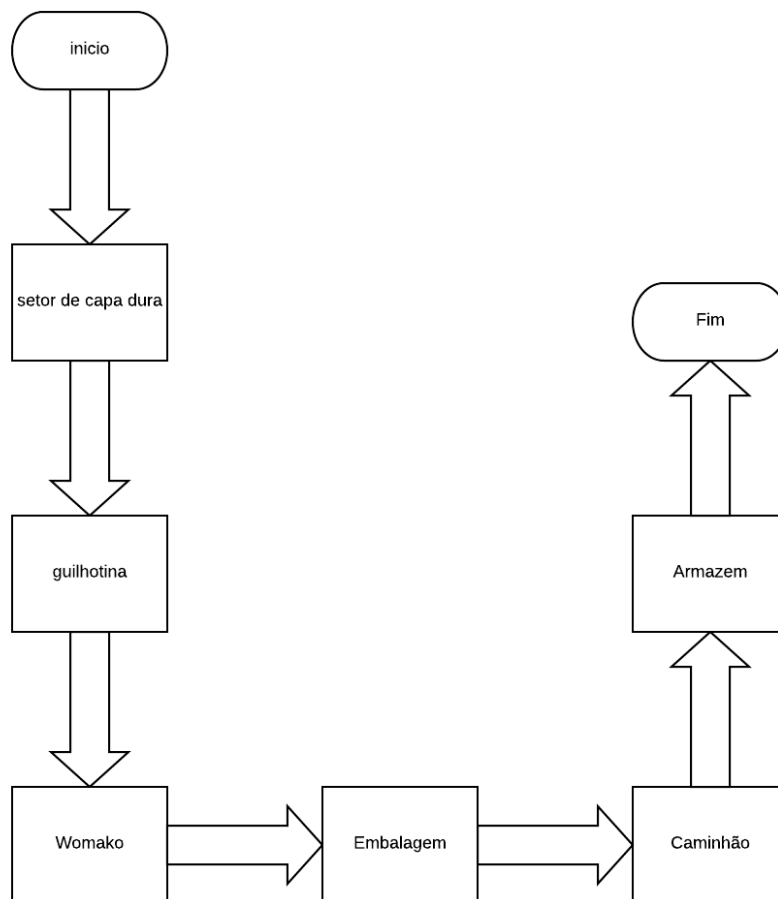 inicio
setor de capa dura
guilhotina
Womako
Embalagem
Caminhão
Armazem
Fim